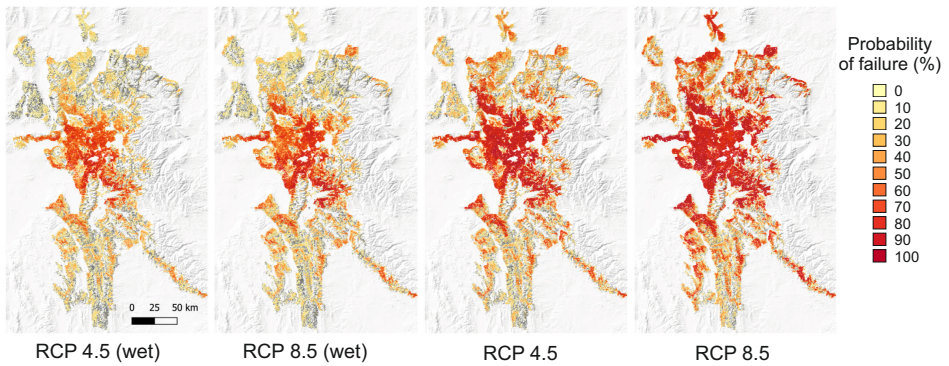 Probability
of failure (%)
0
10
20
30
40
50
60
70
80
90
100
0 25 50 km
RCP 4.5 (wet)
RCP 8.5 (wet)
RCP 4.5
RCP 8.5